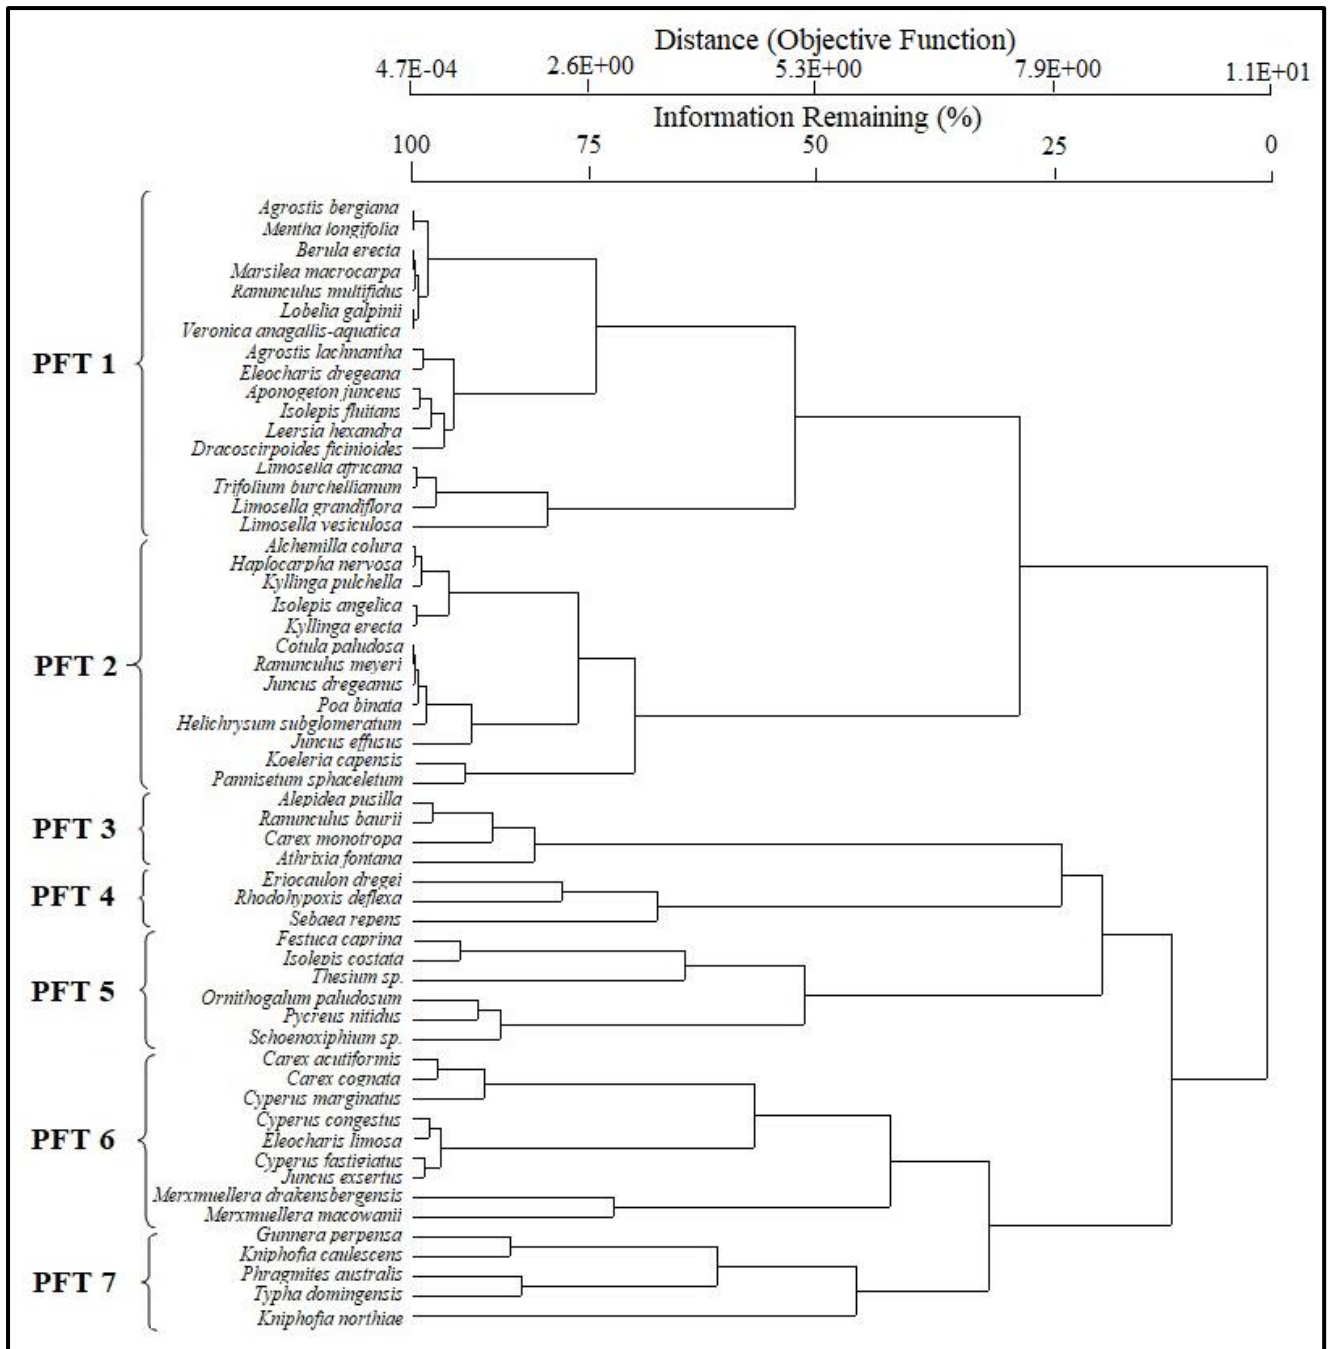 Distance (Objective Function)
4.7E-04 2.6E+00 5.3E+00 7.9E+00 1.1E+01
Information Remaining (%)
100 75 50 25 0
Agrostis bergiana
Mentha longifolia
Berula erecta
Marsilea macrocarpa
Ranunculus multifidus
Lobelia galpinii
Veronica anagallis-aquatica
Agrostis lachnantha
PFT 1
Eleocharis dregeana
Aponogeton junceus
Isolepis fluitans
Leersia hexandra
Dracoscirpoides ficinioides
Limosella africana
Trifolium burchellianum
Limosella grandiflora
Limosella vesiculosa
Alchemilla colura
Haplocarpha nervosa
Kyllinga pulchella
Isolepis angelica
Kyllinga erecta
Cotula paludosa
PFT 2
Ranunculus meyeri
Juncus dregeanus
Poa binata
Helichrysum subglomeratum
Juncus effusus
Koeleria capensis
Pannisetum sphaceletum
Alepidea pusilla
Ranunculus baurii
PFT 3
Carex monotropa
Athrixia fontana
Eriocaulon dregei
PFT 4
Rhodohypoxis deflexa
Sebaea repens
Festuca caprina
Isolepis costata
Thesium sp.
PFT 5
Ornithogalum paludosum
Pycreus nitidus
Schoenoxiphium sp.
Carex acutiformis
Carex cognata
Cyperus marginatus
Cyperus congestus
PFT 6
Eleocharis limosa
Cyperus fastigiatus
Juncus exsertus
Merxmuellera drakensbergensis
Merxmuellera macowanii
Gunnera perpensa
Kniphofia caulescens
Phragmites australis
PFT 7
Typha domingensis
Kniphofia northiae